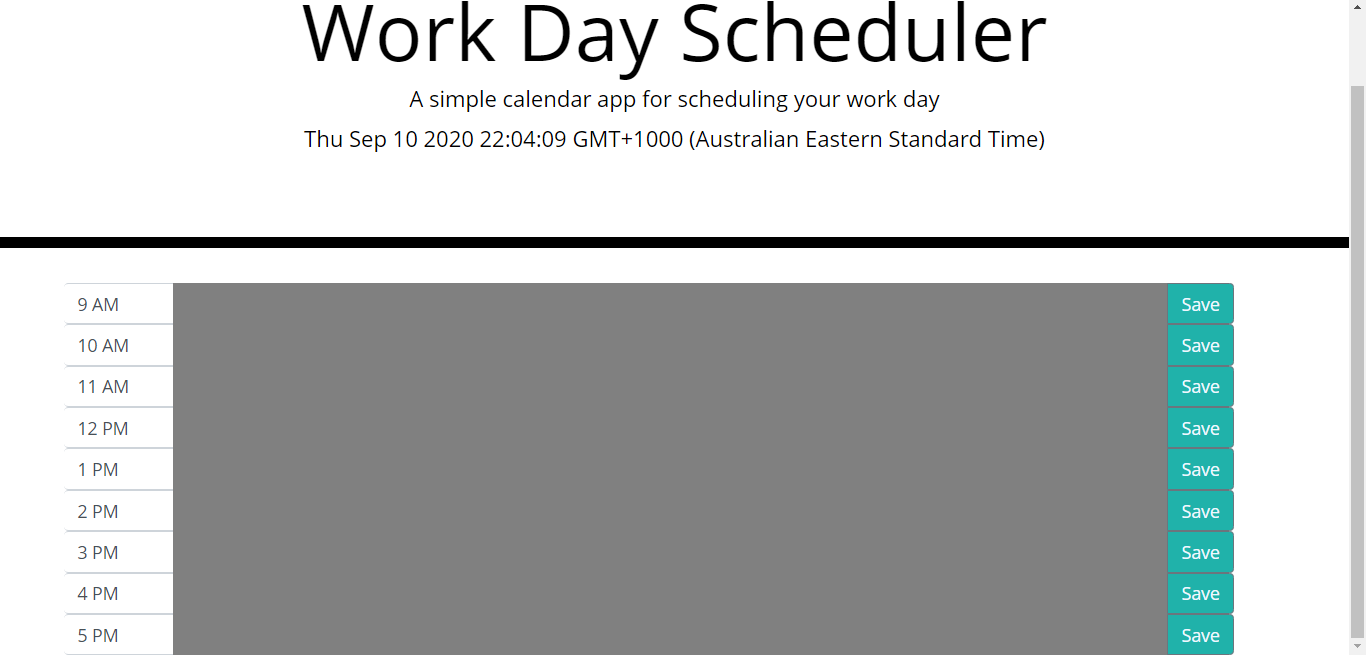 Work Day Scheduler
A simple calendar app for scheduling your work day
Thu Sep 10 2020 22:04:09 GMT+1000 (Australian Eastern Standard Time)
9 AM Save
10 AM Save
11 AM Save
12 PM Save
1 PM Save
2 PM Save
3 PM Save
4 PM Save
5 PM Save